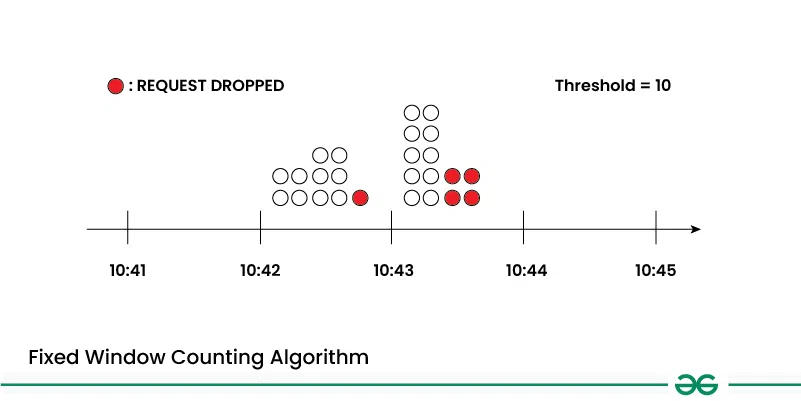 : REQUEST DROPPED
Threshold = 10
10:41 10:42 10:43 10:44 10:45
Fixed Window Counting Algorithm